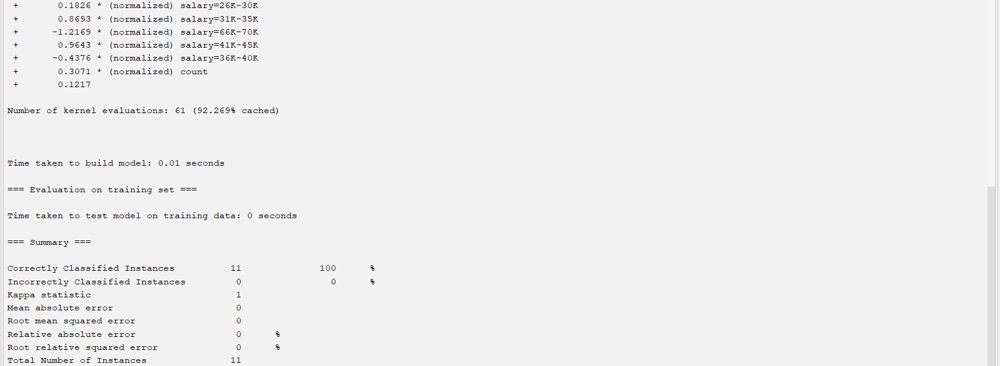 + 0.1826 * (normalized) salary=26K-30K
+ 0.8693 * (normalized) salary=31K-35K
+ -1.2169 * (normalized) salary=66K-70K
+ 0.9643 * (normalized) salary=41K-45K
+ -0.4376 * (normalized) salary=36K-40K
+ 0.3071 * (normalized) count
+ 0.1217
Number of kernel evaluations: 61 (92.269% cached)
Time taken to build model: 0.01 seconds
=== Evaluation on training set ===
Time taken to test model on training data: 0 seconds
=== Summary ===
Correctly Classified Instances 11 100 %
Incorrectly Classified Instances 0 0 %
Kappa statistic 1
Mean absolute error 0
Root mean squared error 0
Relative absolute error 0 %
Root relative squared error 0 %
Total Number of Instances 11